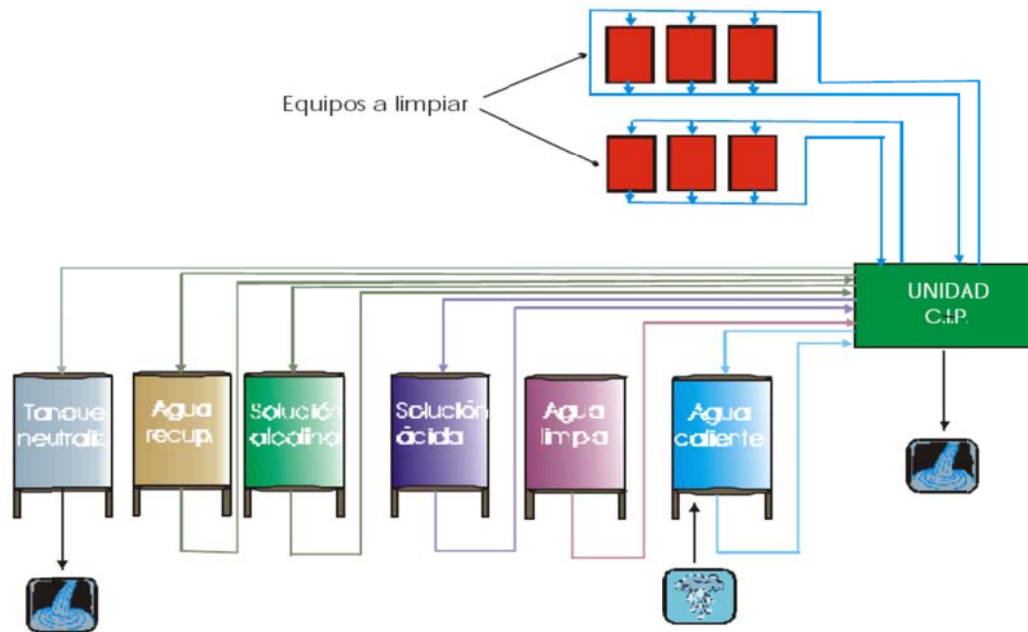 Equipos a limpiar
UNIDAD
C.I.P.
Tanque
neutraliz.
Agua
recup.
Solución
alcalina
Solución
ácida
Agua
limpia
Agua
caliente